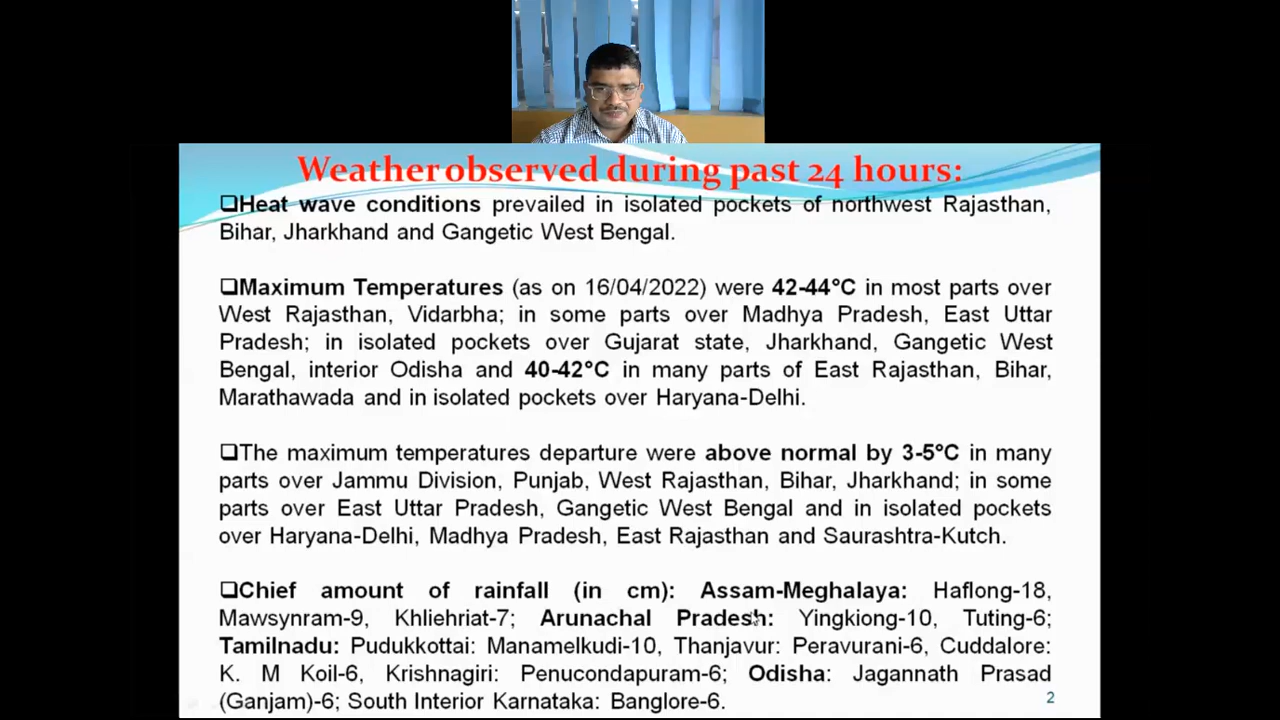 Weather observed during past 24 hours:
❑Heat wave conditions prevailed in isolated pockets of northwest Rajasthan,
Bihar, Jharkhand and Gangetic West Bengal.
❑Maximum Temperatures (as on 16/04/2022) were 42-44°C in most parts over
West Rajasthan, Vidarbha; in some parts over Madhya Pradesh, East Uttar
Pradesh; in isolated pockets over Gujarat state, Jharkhand, Gangetic West
Bengal, interior Odisha and 40-42°C in many parts of East Rajasthan, Bihar,
Marathawada and in isolated pockets over Haryana-Delhi.
❑The maximum temperatures departure were above normal by 3-5°C in many
parts over Jammu Division, Punjab, West Rajasthan, Bihar, Jharkhand; in some
parts over East Uttar Pradesh, Gangetic West Bengal and in isolated pockets
over Haryana-Delhi, Madhya Pradesh, East Rajasthan and Saurashtra-Kutch.
❑Chief amount of rainfall (in cm): Assam-Meghalaya: Haflong-18,
Mawsynram-9, Khliehriat-7; Arunachal Pradesh: Yingkiong-10, Tuting-6;
Tamilnadu: Pudukkottai: Manamelkudi-10, Thanjavur: Peravurani-6, Cuddalore:
K. M Koil-6, Krishnagiri: Penucondapuram-6; Odisha: Jagannath Prasad
(Ganjam)-6; South Interior Karnataka: Banglore-6.
2